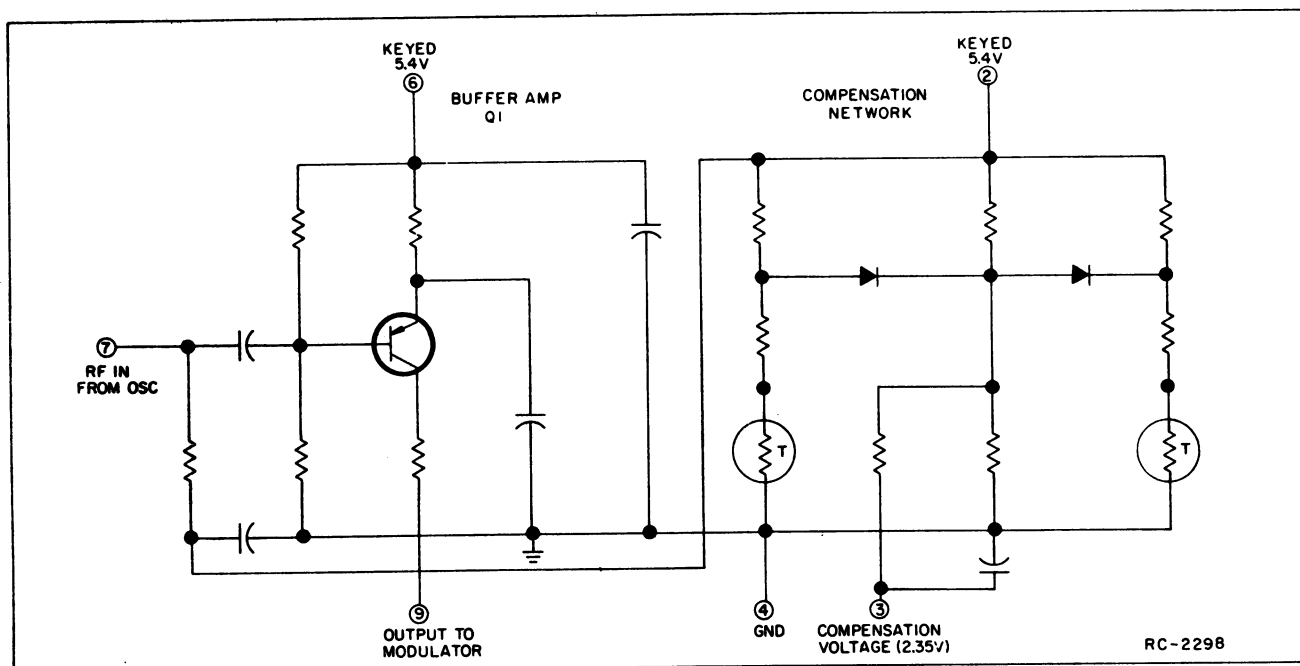 KEYED
5.4V
⑥
BUFFER AMP
Q1
KEYED
5.4V
②
COMPENSATION
NETWORK
⑦
RF IN
FROM OSC
T
T
⑨
OUTPUT TO
MODULATOR
④
GND
③
COMPENSATION
VOLTAGE (2.35V)
RC-2298